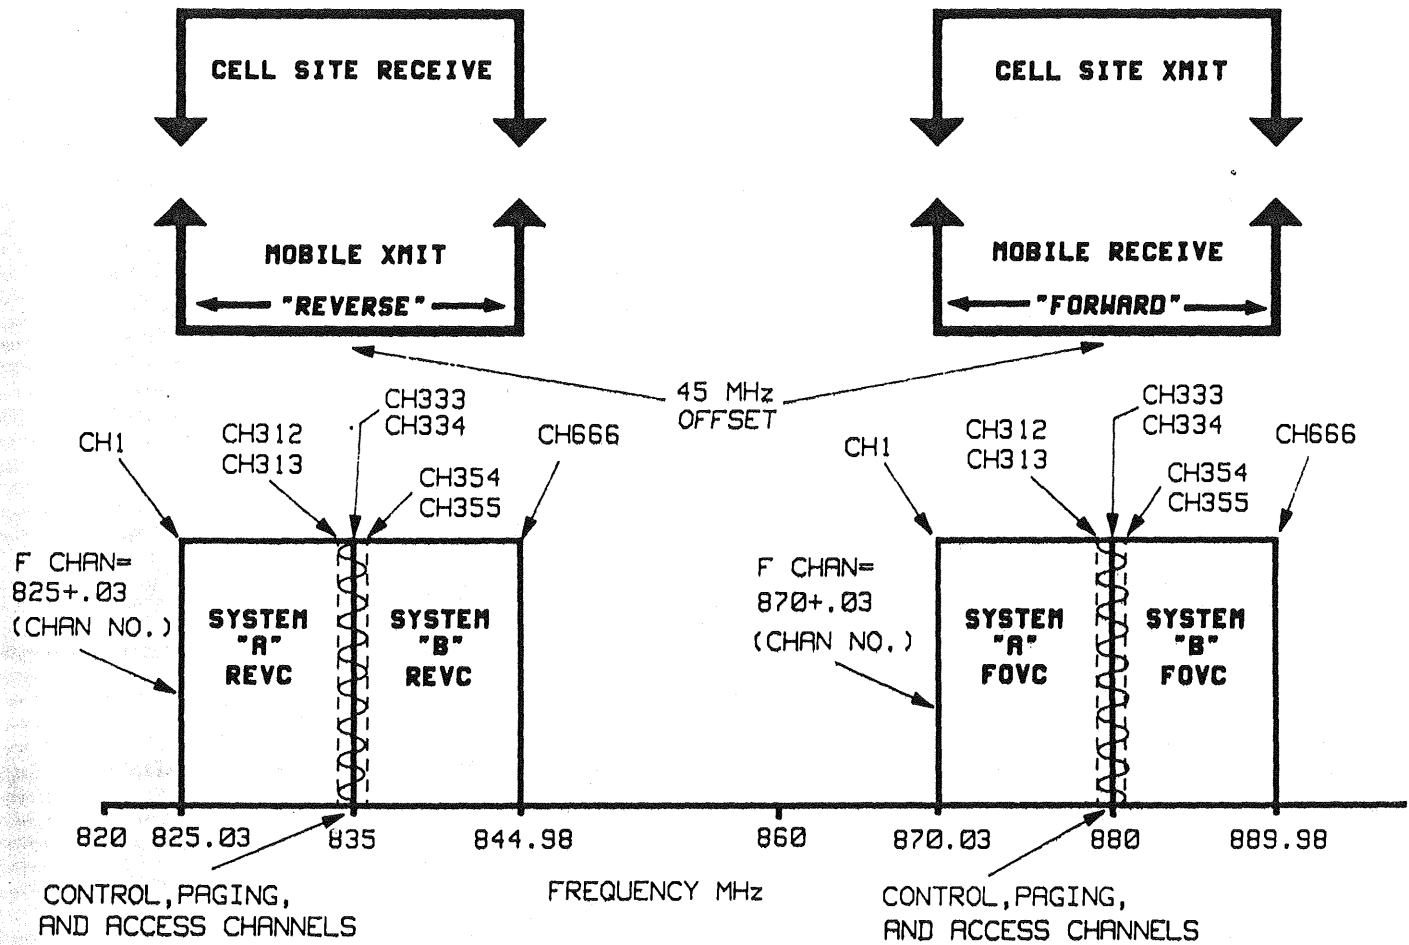 CELL SITE RECEIVE
CELL SITE XMIT
MOBILE XMIT
"REVERSE"
MOBILE RECEIVE
"FORWARD"
45 MHz
OFFSET
CH1
CH312
CH313
CH333
CH334
CH354
CH355
CH666
CH1
CH312
CH313
CH333
CH334
CH354
CH355
CH666
F CHAN=
825+.03
(CHAN NO.)
SYSTEM
"A"
REVC
SYSTEM
"B"
REVC
F CHAN=
870+.03
(CHAN NO.)
SYSTEM
"A"
FOVC
SYSTEM
"B"
FOVC
820 825.03 835 844.98 860 870.03 880 889.98
CONTROL,PAGING,
AND ACCESS CHANNELS
FREQUENCY MHz
CONTROL,PAGING,
AND ACCESS CHANNELS